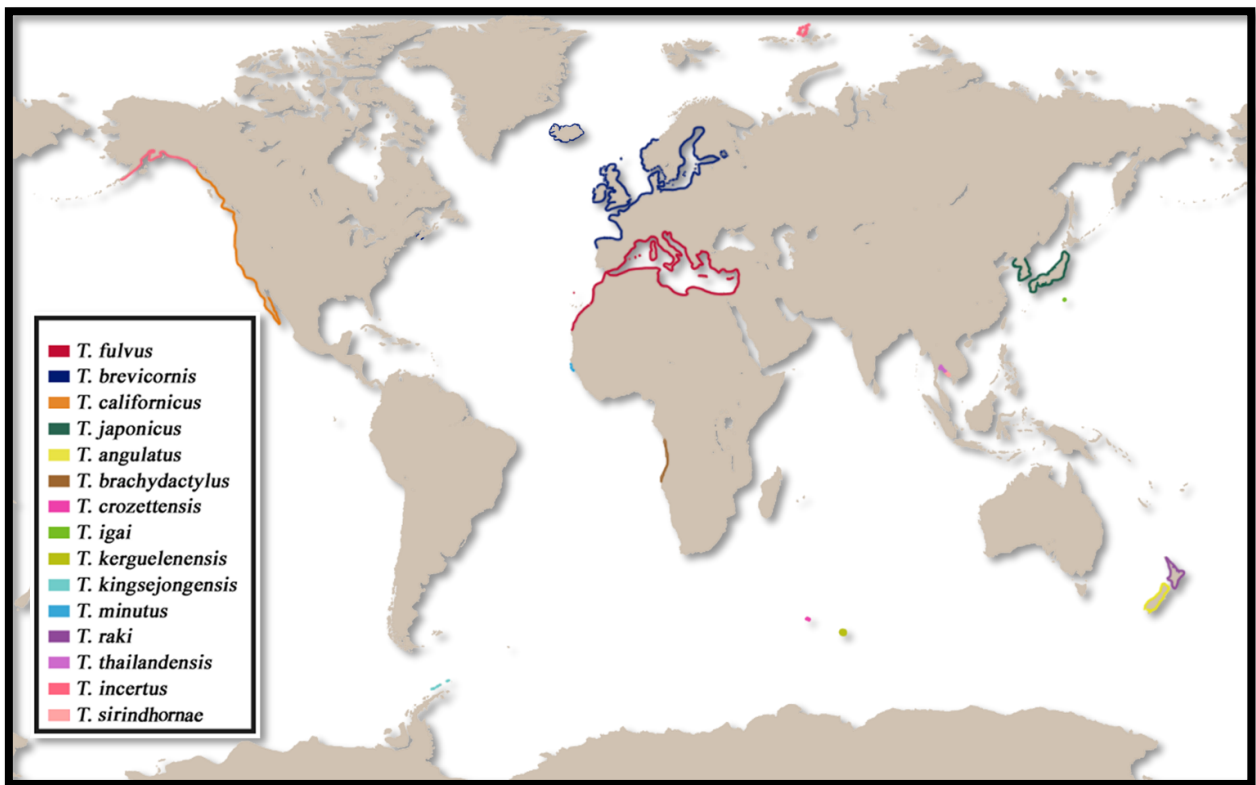 T. fulvus
T. brevicornis
T. californicus
T. japonicus
T. angulatus
T. brachydactylus
T. crozettensis
T. igai
T. kerguelenensis
T. kingsejongensis
T. minutus
T. raki
T. thailandensis
T. incertus
T. sirindhornae